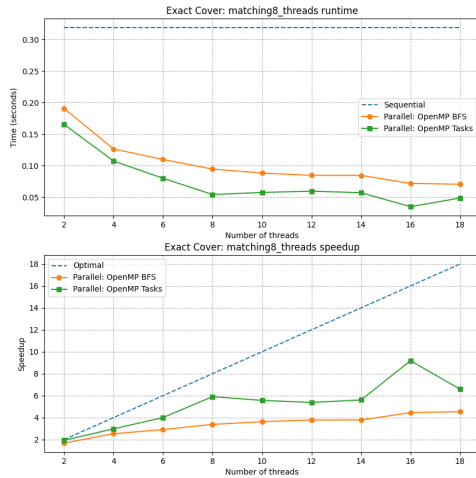 Exact Cover: matching8_threads runtime
0.30
0.25
0.20
0.15
0.10
0.05
Time (seconds)
Sequential
Parallel: OpenMP BFS
Parallel: OpenMP Tasks
2 4 6 8 10 12 14 16 18
Number of threads
Exact Cover: matching8_threads speedup
18
16
14
12
10
8
6
4
2
Speedup
Optimal
Parallel: OpenMP BFS
Parallel: OpenMP Tasks
2 4 6 8 10 12 14 16 18
Number of threads